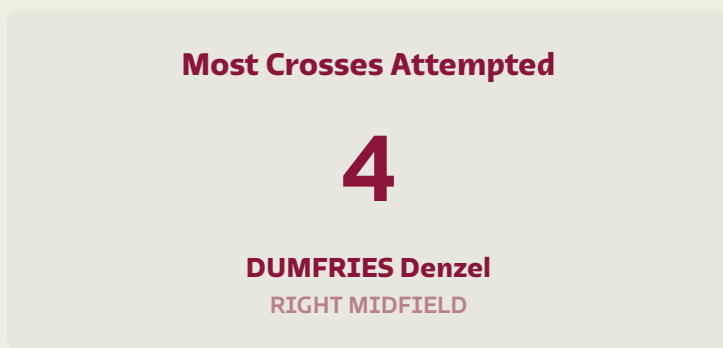 Most Crosses Attempted
4
DUMFRIES Denzel
RIGHT MIDFIELD